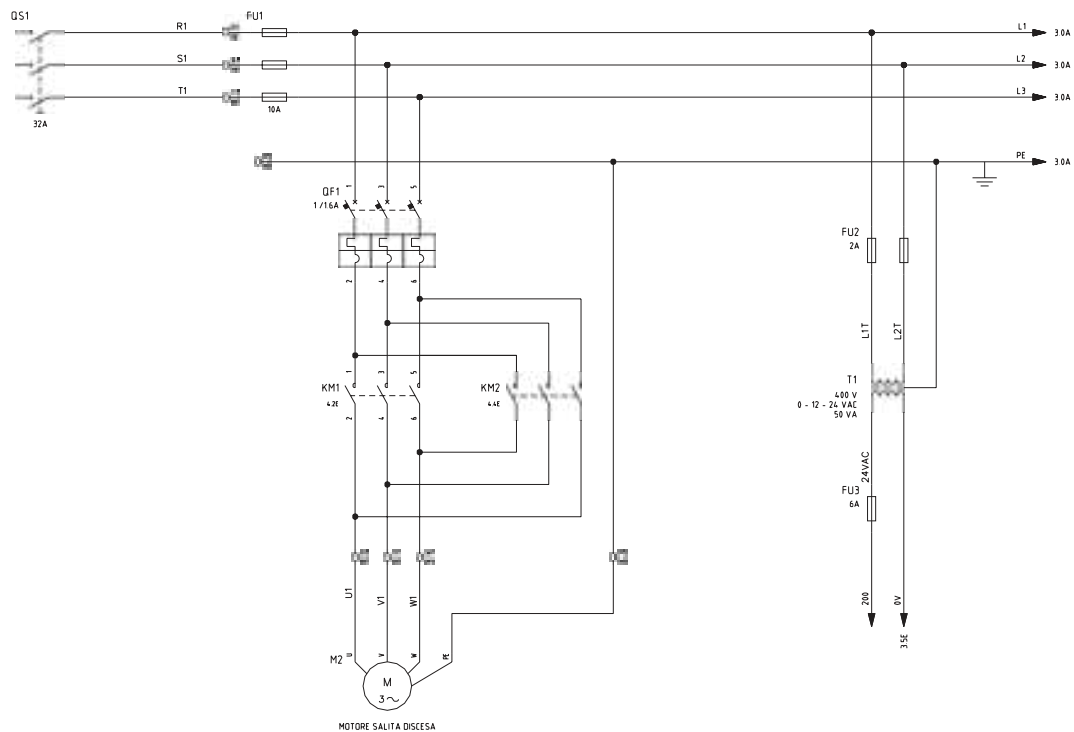 QS1
32A
R1
S1
T1
FU1
10A
L1
3.0A
L2
3.0A
L3
3.0A
PE
3.0A
QF1
1 /1.6A
1
3
5
2
4
6
KM1
4.2E
1
3
5
2
4
6
KM2
4.4E
FU2
2A
L1T
L2T
T1
400 V
0 - 12 - 24 VAC
50 VA
24VAC
FU3
6A
200
0V
3.5E
U1
V1
W1
M2
U
V
W
PE
M
3
MOTORE SALITA DISCESA